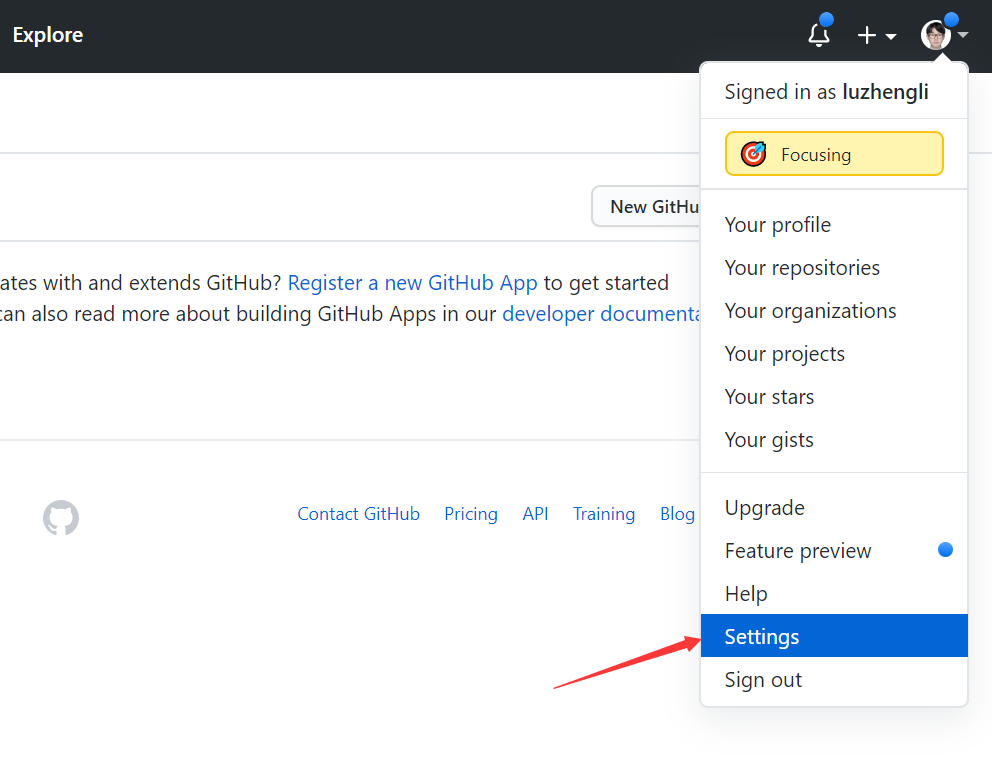 Explore
Signed in as luzhengli
Focusing
New GitHu
ates with and extends GitHub? Register a new GitHub App to get started
can also read more about building GitHub Apps in our developer documenta
Your profile
Your repositories
Your organizations
Your projects
Your stars
Your gists
Upgrade
Feature preview
Help
Settings
Sign out
Contact GitHub Pricing API Training Blog